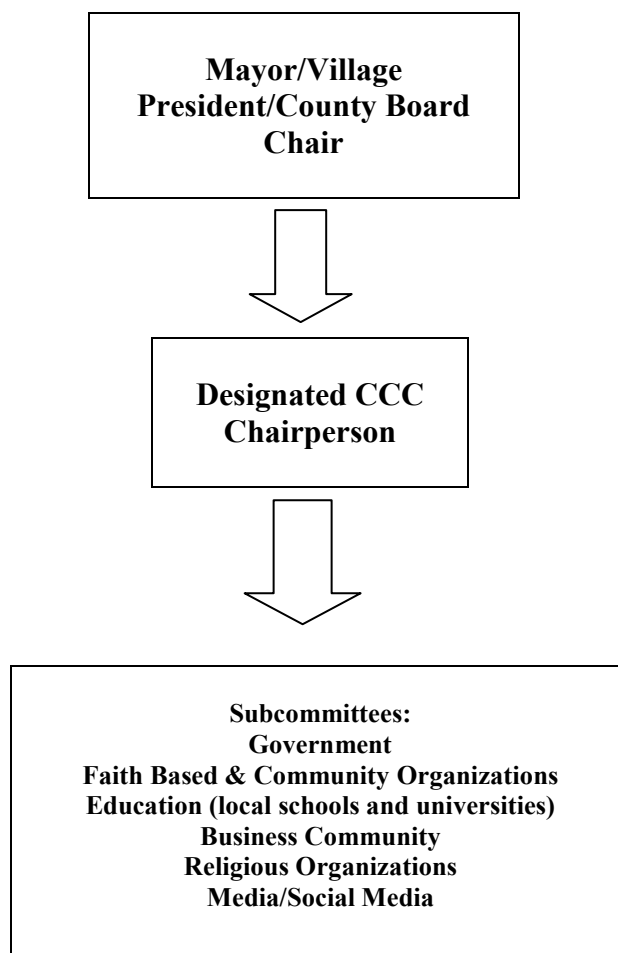 Mayor/Village
President/County Board
Chair
Designated CCC
Chairperson
Subcommittees:
Government
Faith Based & Community Organizations
Education (local schools and universities)
Business Community
Religious Organizations
Media/Social Media